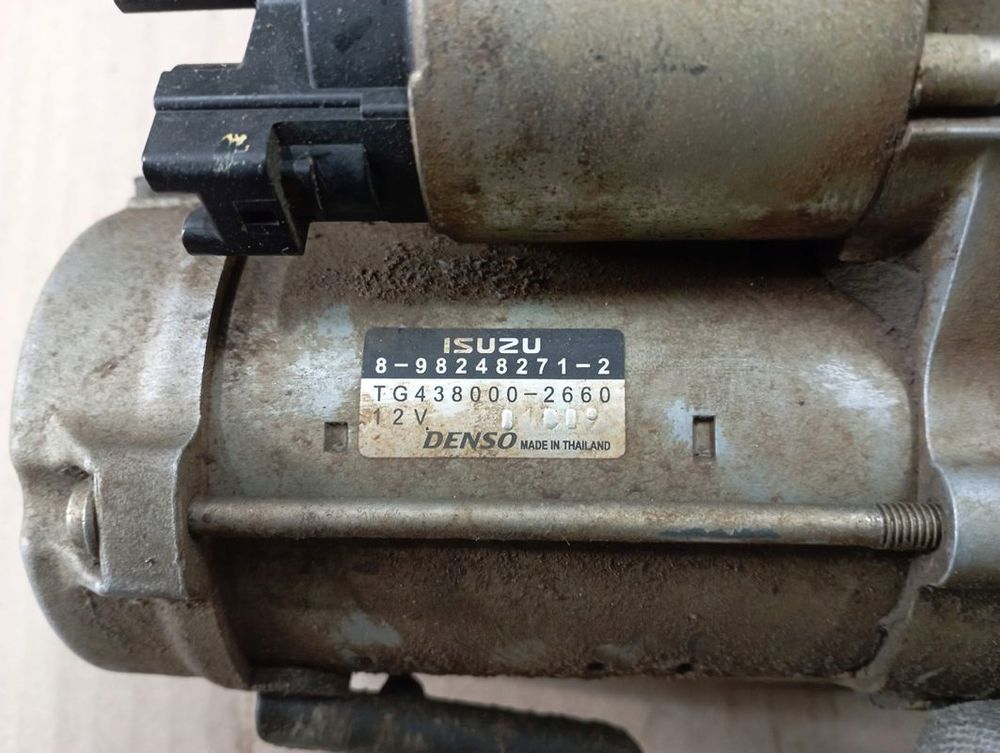 ISUZU
8-98248271-2
TG438000-2660
12V
DENSO MADE IN THAILAND